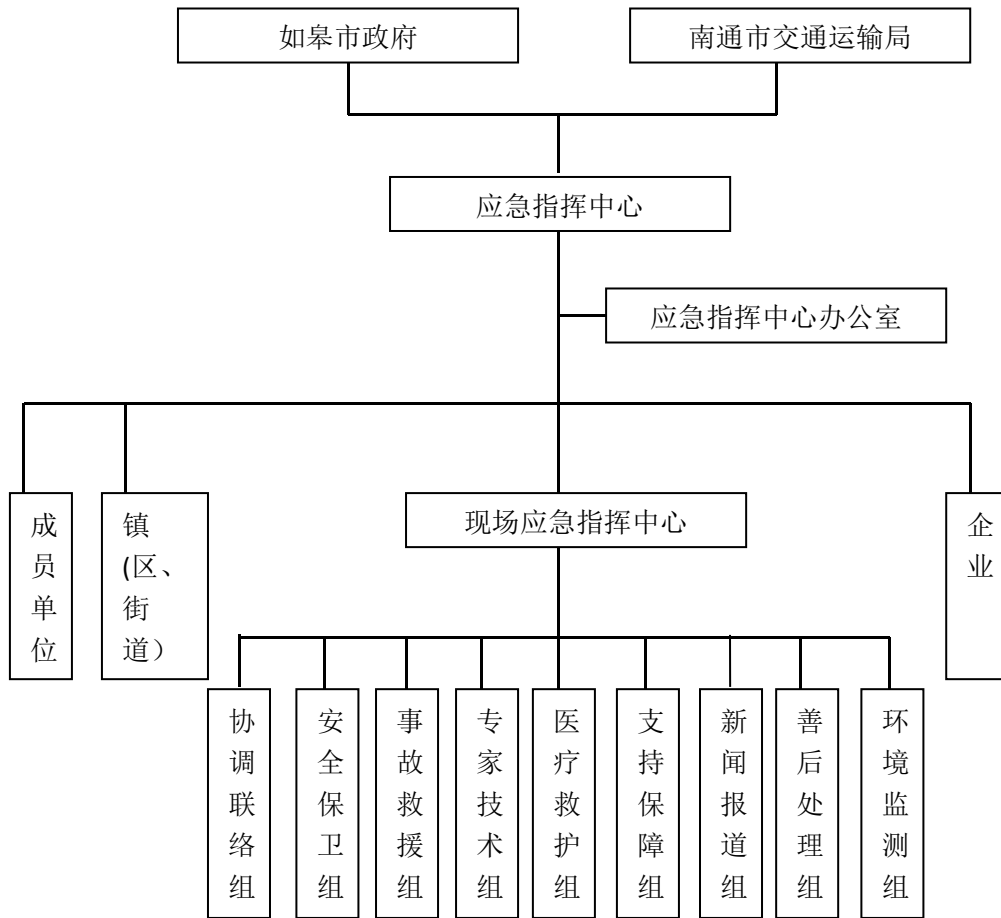 如皋市政府
南通市交通运输局
应急指挥中心
应急指挥中心办公室
成员单位
镇(区、街道）
现场应急指挥中心
企业
协调联络组
安全保卫组
事故救援组
专家技术组
医疗救护组
支持保障组
新闻报道组
善后处理组
环境监测组